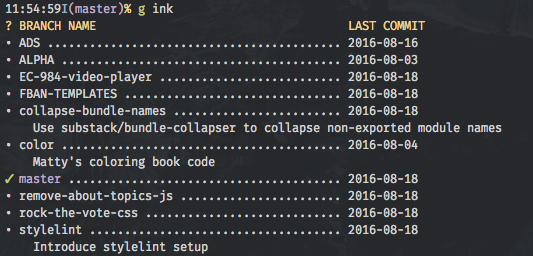 11:54:59I(master)% g ink
? BRANCH NAME LAST COMMIT
• ADS .......................................... 2016-08-16
• ALPHA ........................................ 2016-08-03
• EC-984-video-player .......................... 2016-08-18
• FBAN-TEMPLATES ............................... 2016-08-18
• collapse-bundle-names ........................ 2016-08-18
Use substack/bundle-collapser to collapse non-exported module names
• color ........................................ 2016-08-04
Matty's coloring book code
✓ master ....................................... 2016-08-18
• remove-about-topics-js ....................... 2016-08-18
• rock-the-vote-css ............................ 2016-08-18
• stylelint .................................... 2016-08-18
Introduce stylelint setup